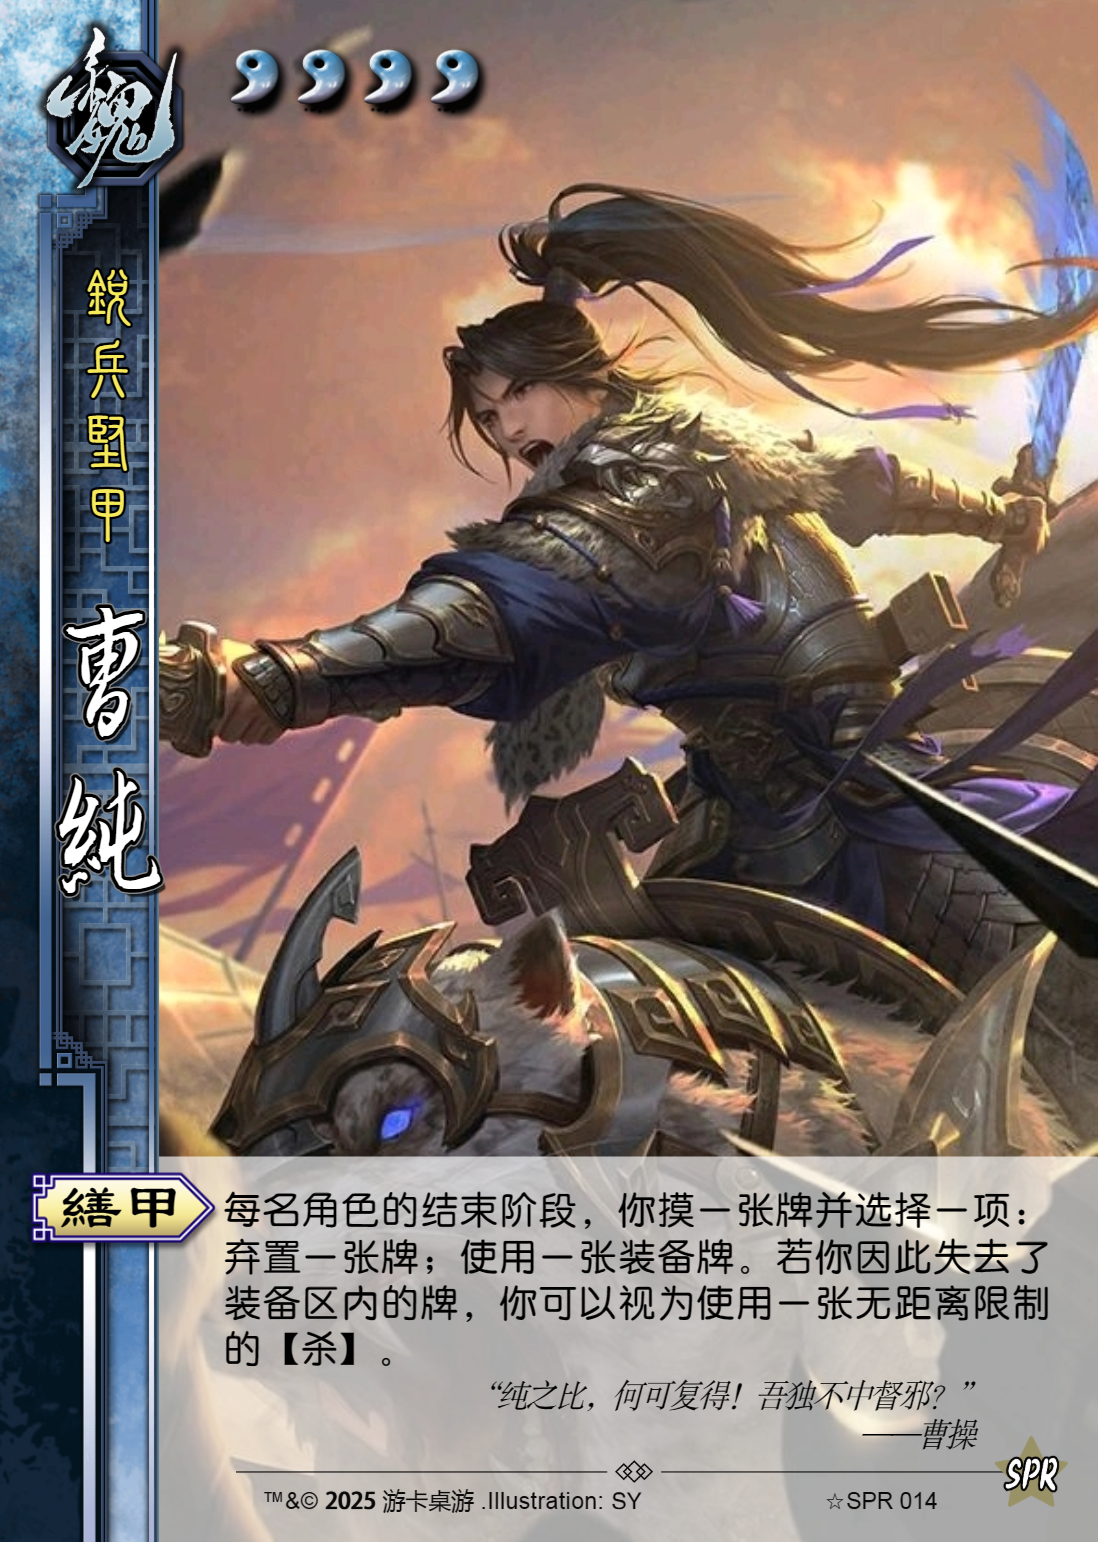 魏
銳兵堅甲
曹純
繕甲
每名角色的结束阶段，你摸一张牌并选择一项：
弃置一张牌；使用一张装备牌。若你因此失去了
装备区内的牌，你可以视为使用一张无距离限制
的【杀】。
“纯之比，何可复得！吾独不中督邪？”
——曹操
SPR
™&© 2025 游卡桌游 .Illustration: SY
☆SPR 014